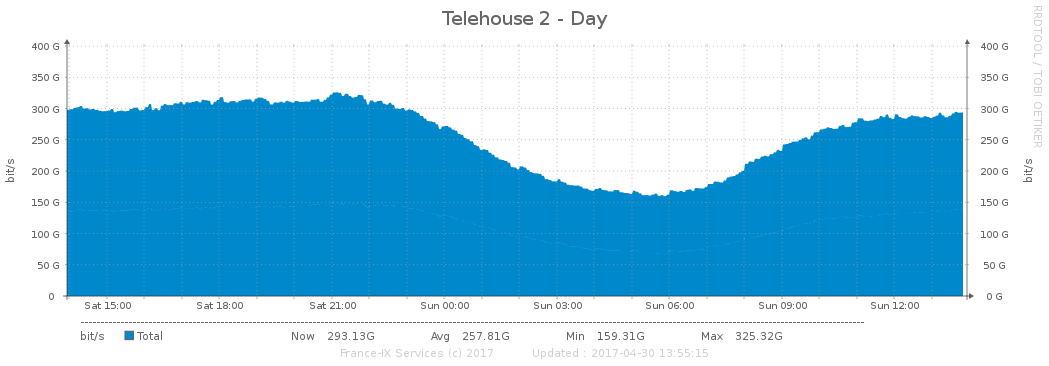 Telehouse 2 - Day
RRDTOOL / TOBI OETIKER
400 G 400 G
350 G 350 G
300 G 300 G
250 G 250 G
200 G 200 G
150 G 150 G
100 G 100 G
50 G 50 G
0 0 G
bit/s bit/s
Sat 15:00 Sat 18:00 Sat 21:00 Sun 00:00 Sun 03:00 Sun 06:00 Sun 09:00 Sun 12:00
bit/s Total Now 293.13G Avg 257.81G Min 159.31G Max 325.32G
France-IX Services (c) 2017 Updated : 2017-04-30 13:55:15